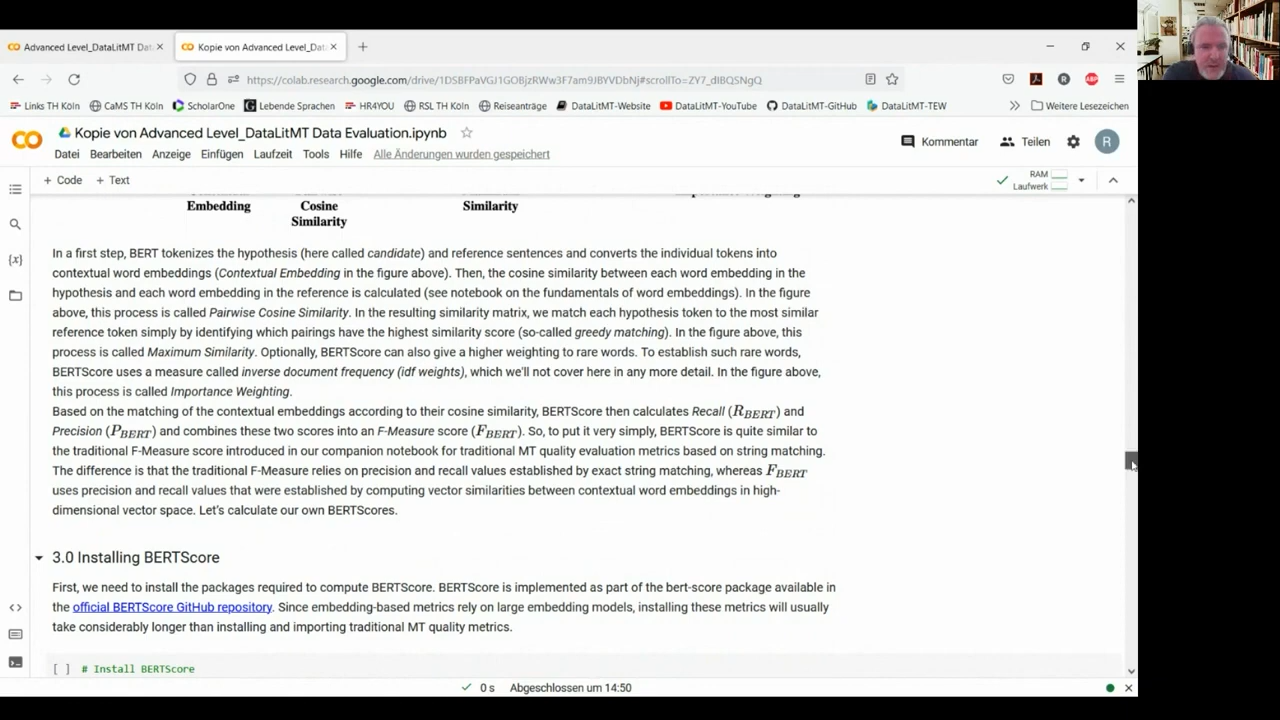 Advanced Level_DataLitMT Dat
Kopie von Advanced Level_Dat
https://colab.research.google.com/drive/1DSBFPaVGJ1GOBjzRWw3F7am9JBYVDbNj#scrollTo=ZY7_dIBQSNgQ
Links TH Köln
CaMS TH Köln
ScholarOne
Lebende Sprachen
HR4YOU
RSL TH Köln
Reiseanträge
DataLitMT-Website
DataLitMT-YouTube
DataLitMT-GitHub
DataLitMT-TEW
Weitere Lesezeichen
Kopie von Advanced Level_DataLitMT Data Evaluation.ipynb
Kommentar
Teilen
R
Datei Bearbeiten Anzeige Einfügen Laufzeit Tools Hilfe Alle Änderungen wurden gespeichert
+ Code + Text
RAM
Laufwerk
Embedding
Cosine
Similarity
Similarity
In a first step, BERT tokenizes the hypothesis (here called candidate) and reference sentences and converts the individual tokens into
contextual word embeddings (Contextual Embedding in the figure above). Then, the cosine similarity between each word embedding in the
hypothesis and each word embedding in the reference is calculated (see notebook on the fundamentals of word embeddings). In the figure
above, this process is called Pairwise Cosine Similarity. In the resulting similarity matrix, we match each hypothesis token to the most similar
reference token simply by identifying which pairings have the highest similarity score (so-called greedy matching). In the figure above, this
process is called Maximum Similarity. Optionally, BERTScore can also give a higher weighting to rare words. To establish such rare words,
BERTScore uses a measure called inverse document frequency (idf weights), which we'll not cover here in any more detail. In the figure above,
this process is called Importance Weighting.
Based on the matching of the contextual embeddings according to their cosine similarity, BERTScore then calculates Recall (R_BERT) and
Precision (P_BERT) and combines these two scores into an F-Measure score (F_BERT). So, to put it very simply, BERTScore is quite similar to
the traditional F-Measure score introduced in our companion notebook for traditional MT quality evaluation metrics based on string matching.
The difference is that the traditional F-Measure relies on precision and recall values established by exact string matching, whereas F_BERT
uses precision and recall values that were established by computing vector similarities between contextual word embeddings in high-
dimensional vector space. Let's calculate our own BERTScores.
3.0 Installing BERTScore
First, we need to install the packages required to compute BERTScore. BERTScore is implemented as part of the bert-score package available in
the official BERTScore GitHub repository. Since embedding-based metrics rely on large embedding models, installing these metrics will usually
take considerably longer than installing and importing traditional MT quality metrics.
[ ] # Install BERTScore
0 s Abgeschlossen um 14:50